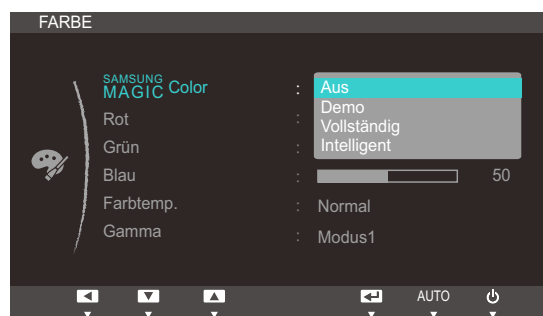 FARBE
SAMSUNG MAGIC Color : Aus
Demo
Vollständig
Intelligent
Rot :
Grün :
Blau : 50
Farbtemp. : Normal
Gamma : Modus1
AUTO